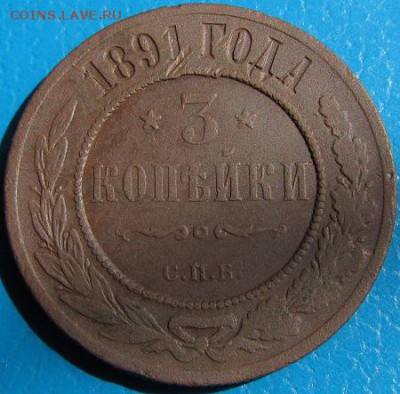 COINS.LAVE.RU
1891 ГОДА
3
КОПѢЙКИ
С.П.Б.